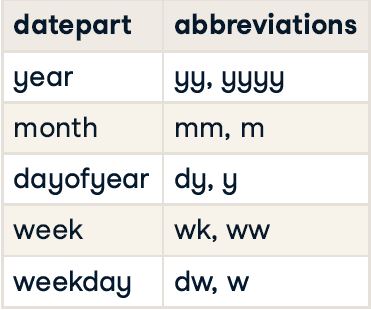 datepart abbreviations
year yy, yyyy
month mm, m
dayofyear dy, y
week wk, ww
weekday dw, w